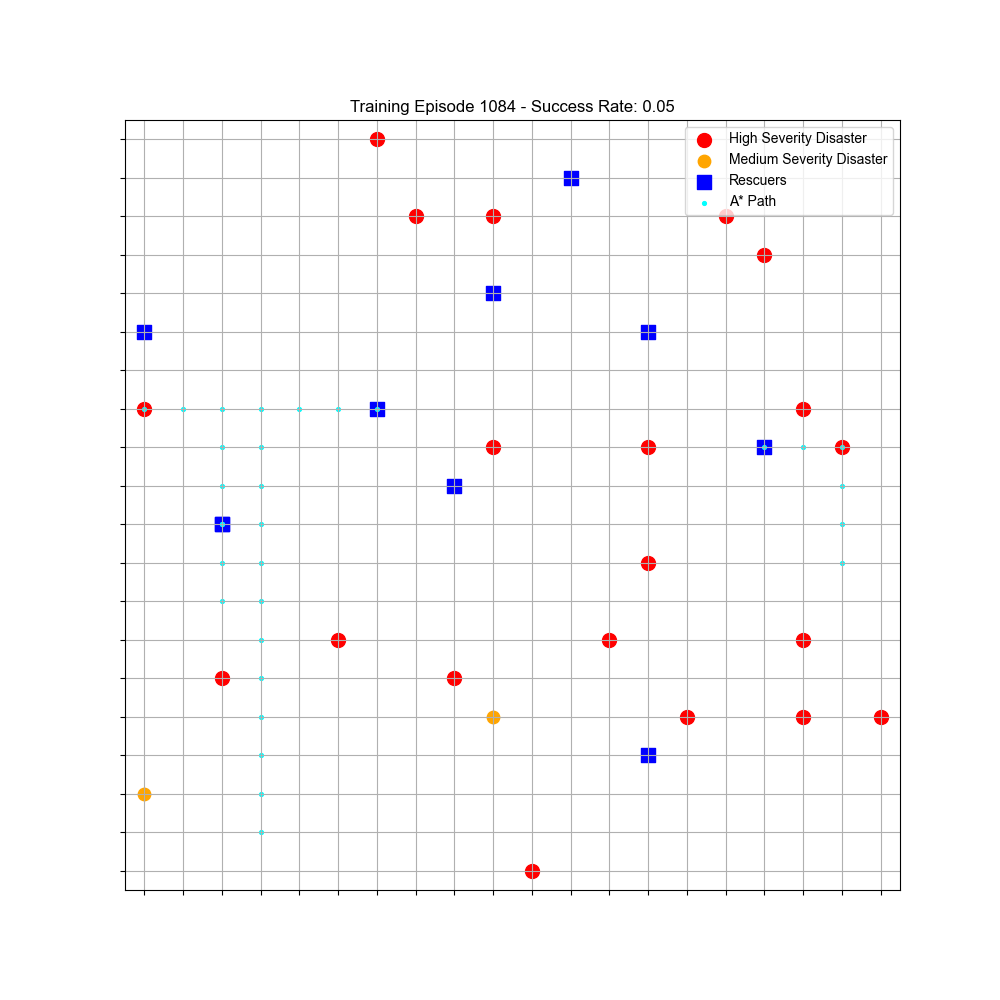 Training Episode 1084 - Success Rate: 0.05
High Severity Disaster
Medium Severity Disaster
Rescuers
A* Path